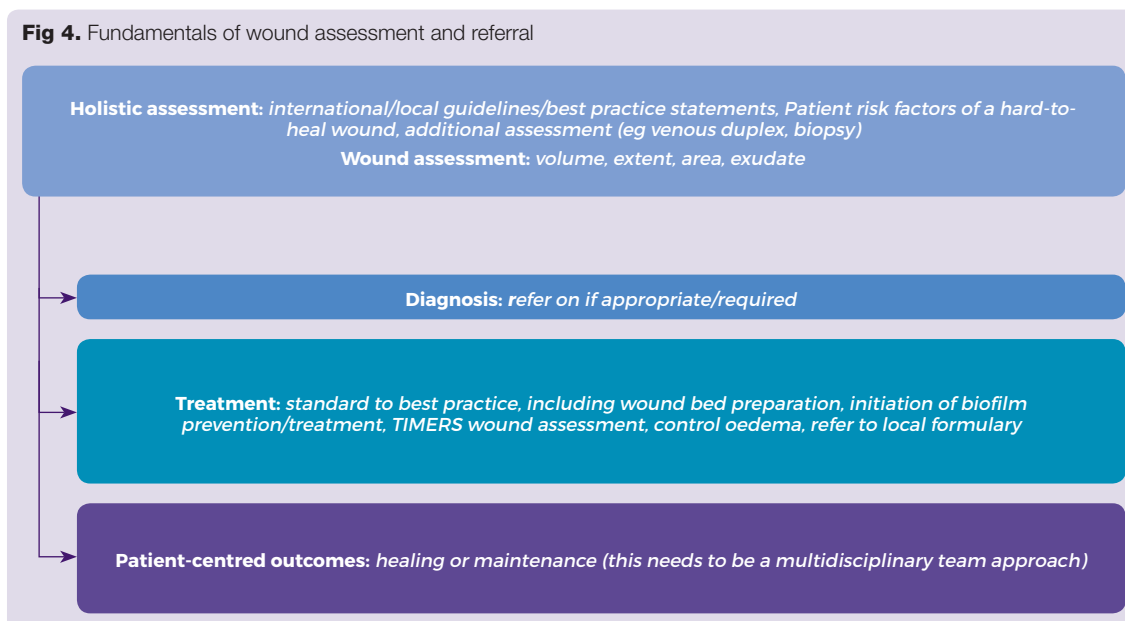 Fig 4. Fundamentals of wound assessment and referral
Holistic assessment: international/local guidelines/best practice statements, Patient risk factors of a hard-to-
heal wound, additional assessment (eg venous duplex, biopsy)
Wound assessment: volume, extent, area, exudate
Diagnosis: refer on if appropriate/required
Treatment: standard to best practice, including wound bed preparation, initiation of biofilm
prevention/treatment, TIMERS wound assessment, control oedema, refer to local formulary
Patient-centred outcomes: healing or maintenance (this needs to be a multidisciplinary team approach)